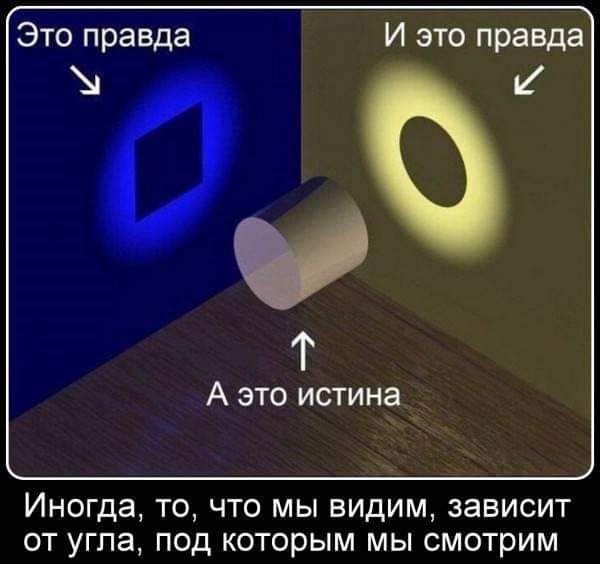 Это правда
И это правда
А это истина
Иногда, то, что мы видим, зависит
от угла, под которым мы смотрим